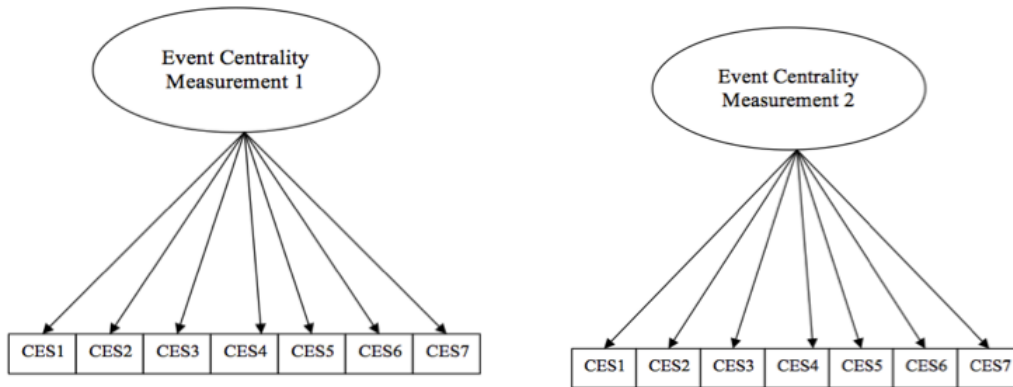 Event Centrality
Measurement 1
CES1 CES2 CES3 CES4 CES5 CES6 CES7
Event Centrality
Measurement 2
CES1 CES2 CES3 CES4 CES5 CES6 CES7